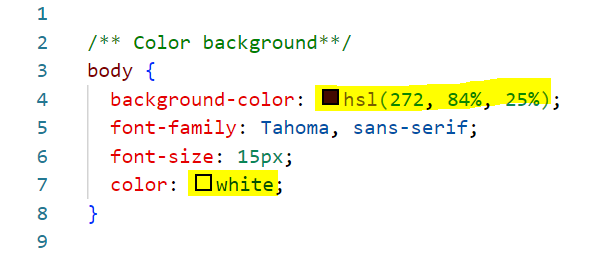 1
2 /** Color background**/
3 body {
4 background-color: hsl(272, 84%, 25%);
5 font-family: Tahoma, sans-serif;
6 font-size: 15px;
7 color: white;
8 }
9